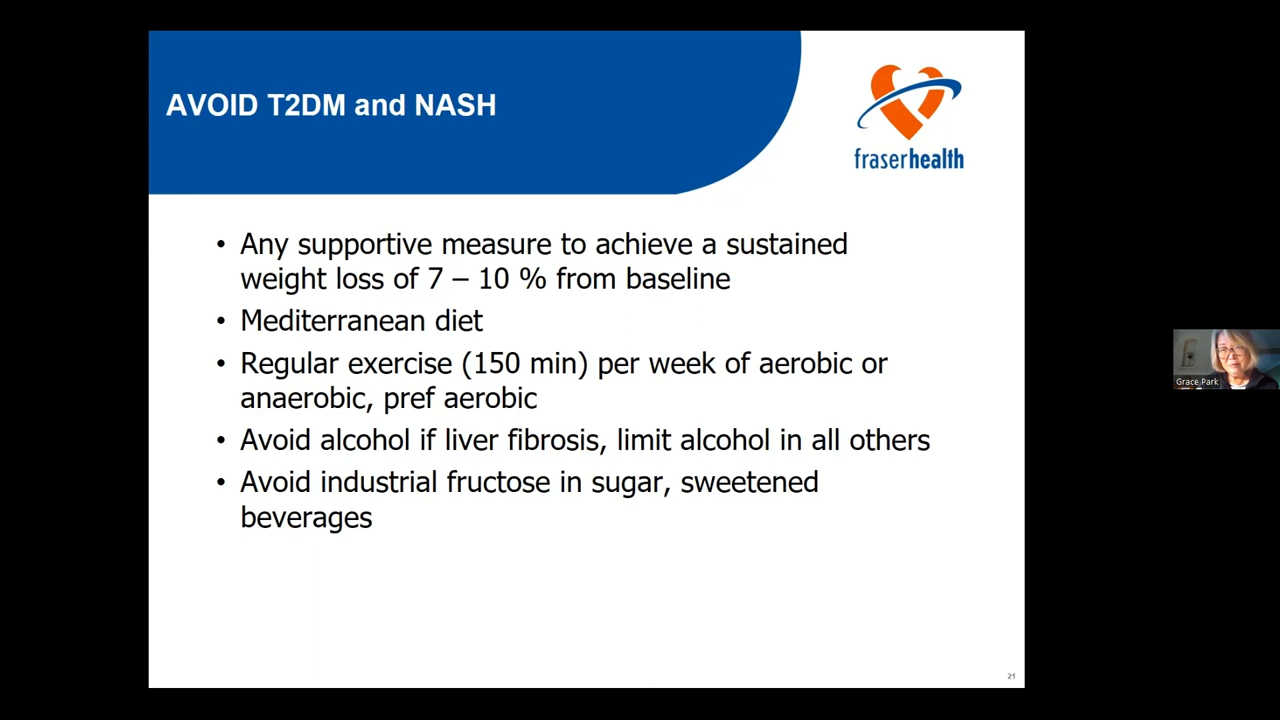 AVOID T2DM and NASH
fraserhealth
• Any supportive measure to achieve a sustained
weight loss of 7 – 10 % from baseline
• Mediterranean diet
• Regular exercise (150 min) per week of aerobic or
anaerobic, pref aerobic
• Avoid alcohol if liver fibrosis, limit alcohol in all others
• Avoid industrial fructose in sugar, sweetened
beverages
21
Grace Park